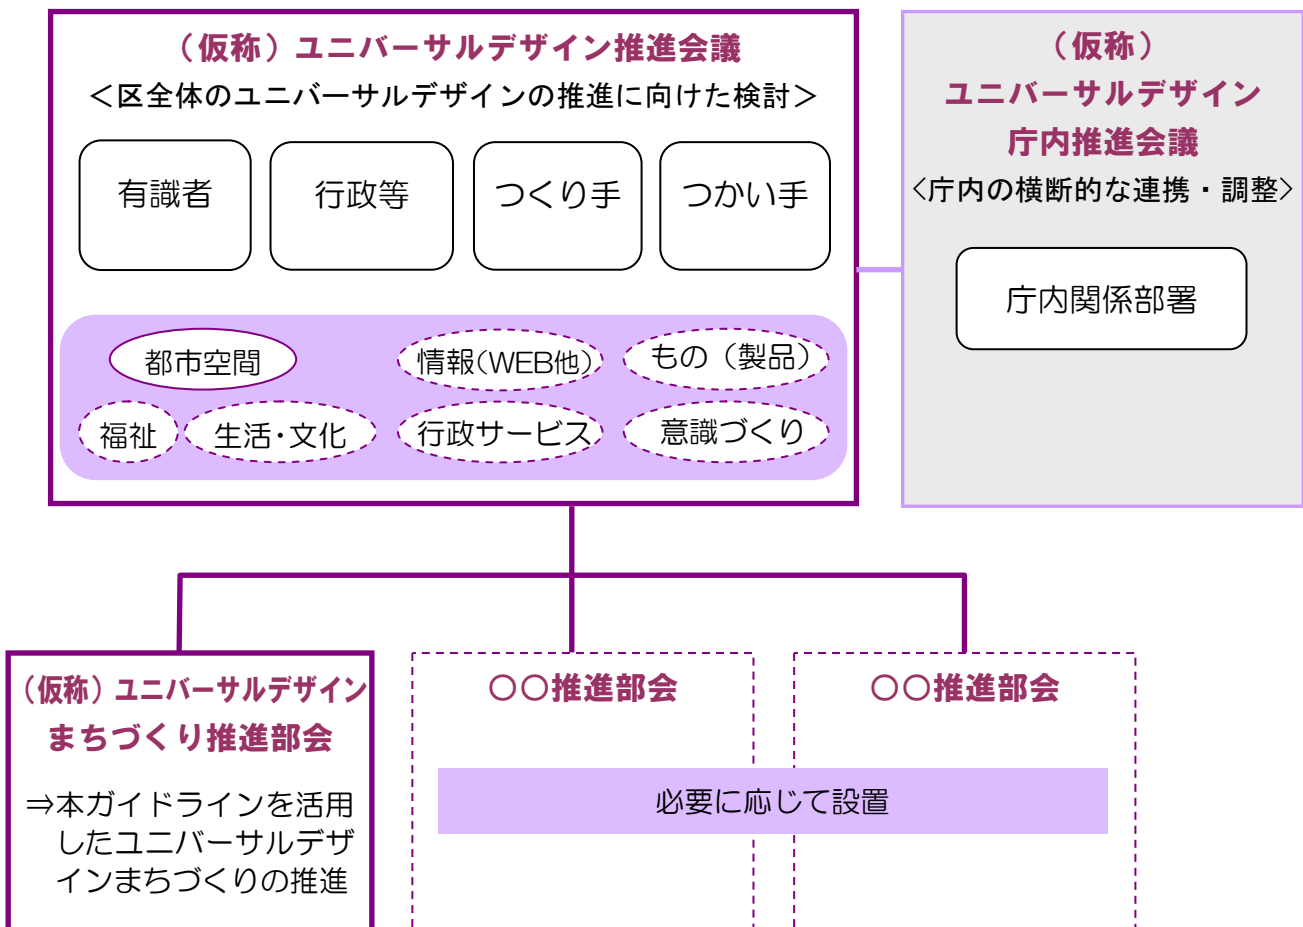 （仮称）ユニバーサルデザイン推進会議
＜区全体のユニバーサルデザインの推進に向けた検討＞
有識者
行政等
つくり手
つかい手
都市空間
情報(WEB他)
もの（製品）
福祉
生活・文化
行政サービス
意識づくり
（仮称）
ユニバーサルデザイン
庁内推進会議
＜庁内の横断的な連携・調整＞
庁内関係部署
（仮称）ユニバーサルデザイン
まちづくり推進部会
⇒本ガイドラインを活用
したユニバーサルデザ
インまちづくりの推進
〇〇推進部会
〇〇推進部会
必要に応じて設置